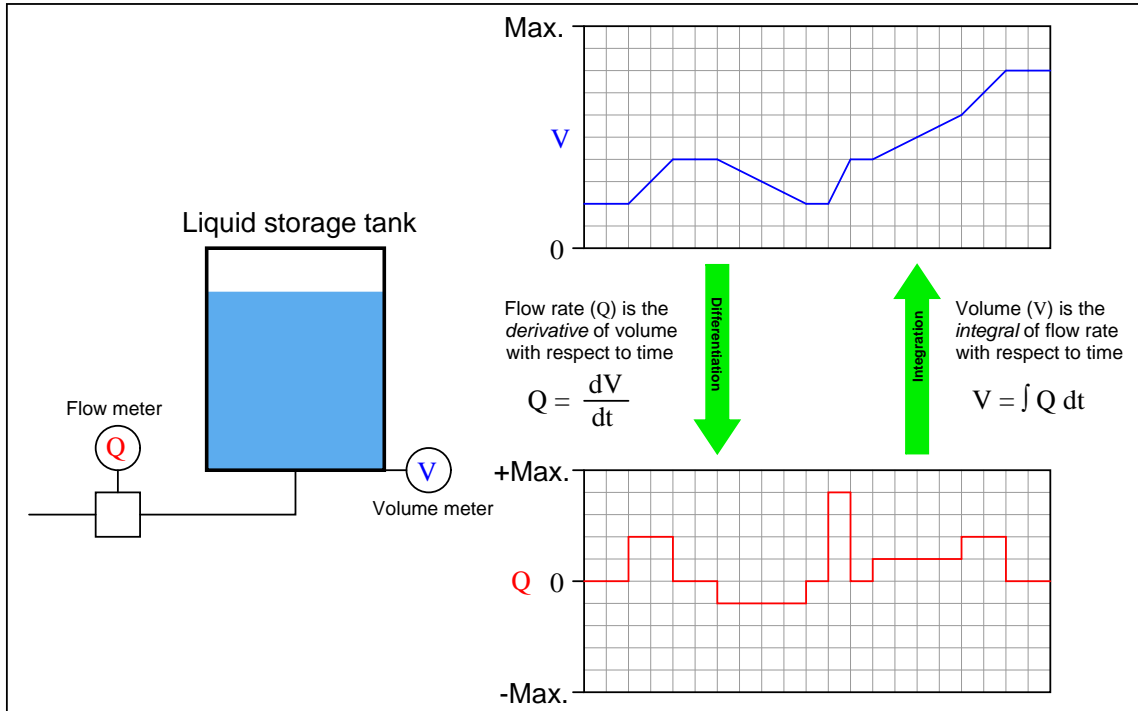 Max.
V
0
Liquid storage tank
Flow meter
Q
V
Volume meter
Flow rate (Q) is the
derivative of volume
with respect to time
Q = dV
dt
Differentiation
Integration
Volume (V) is the
integral of flow rate
with respect to time
V = ∫ Q dt
+Max.
Q 0
-Max.